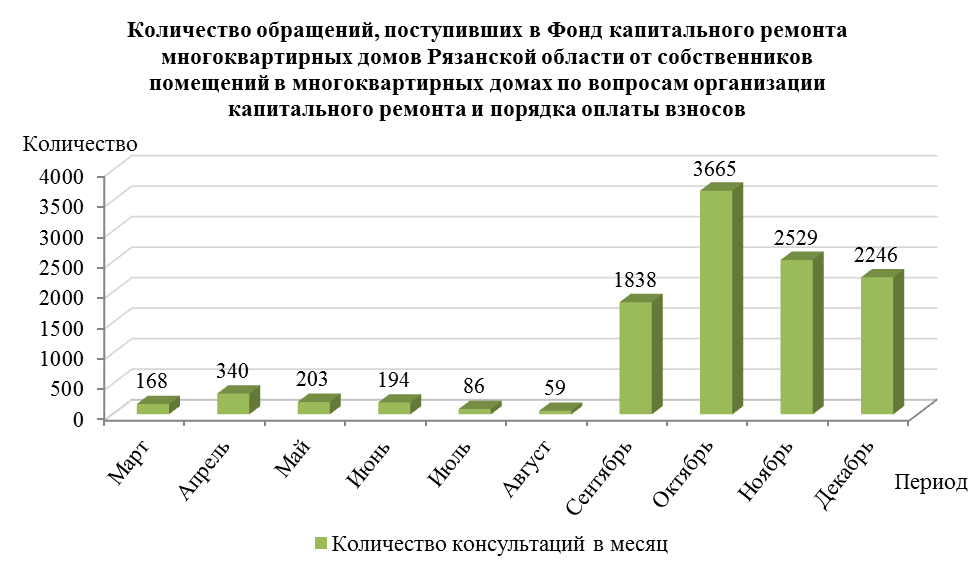 Количество обращений, поступивших в Фонд капитального ремонта
многоквартирных домов Рязанской области от собственников
помещений в многоквартирных домах по вопросам организации
капитального ремонта и порядка оплаты взносов
Количество
4000
3500
3000
2500
2000
1500
1000
500
0
168
340
203
194
86
59
1838
3665
2529
2246
Март
Апрель
Май
Июнь
Июль
Август
Сентябрь
Октябрь
Ноябрь
Декабрь
Период
Количество консультаций в месяц